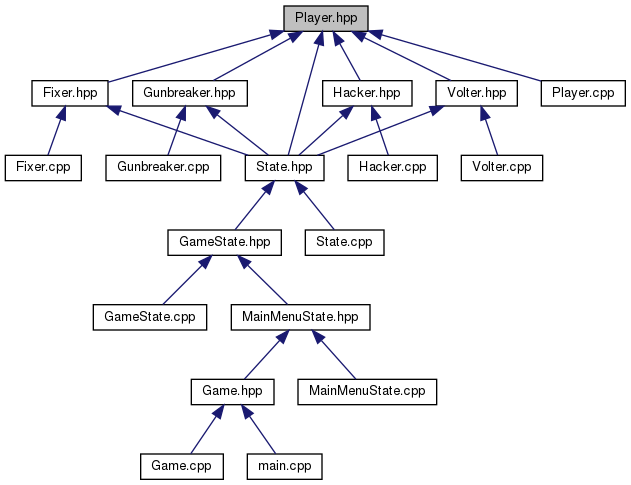 Player.hpp
Fixer.hpp
Gunbreaker.hpp
Hacker.hpp
Volter.hpp
Player.cpp
Fixer.cpp
Gunbreaker.cpp
State.hpp
Hacker.cpp
Volter.cpp
GameState.hpp
State.cpp
GameState.cpp
MainMenuState.hpp
Game.hpp
MainMenuState.cpp
Game.cpp
main.cpp